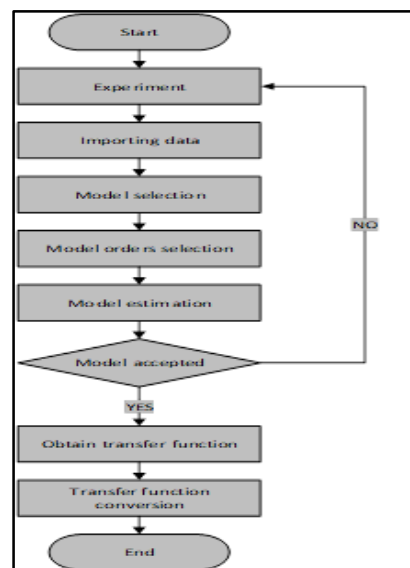 Start
Experiment
Importing data
Model selection
Model orders selection
NO
Model estimation
Model accepted
YES
Obtain transfer function
Transfer function
conversion
End